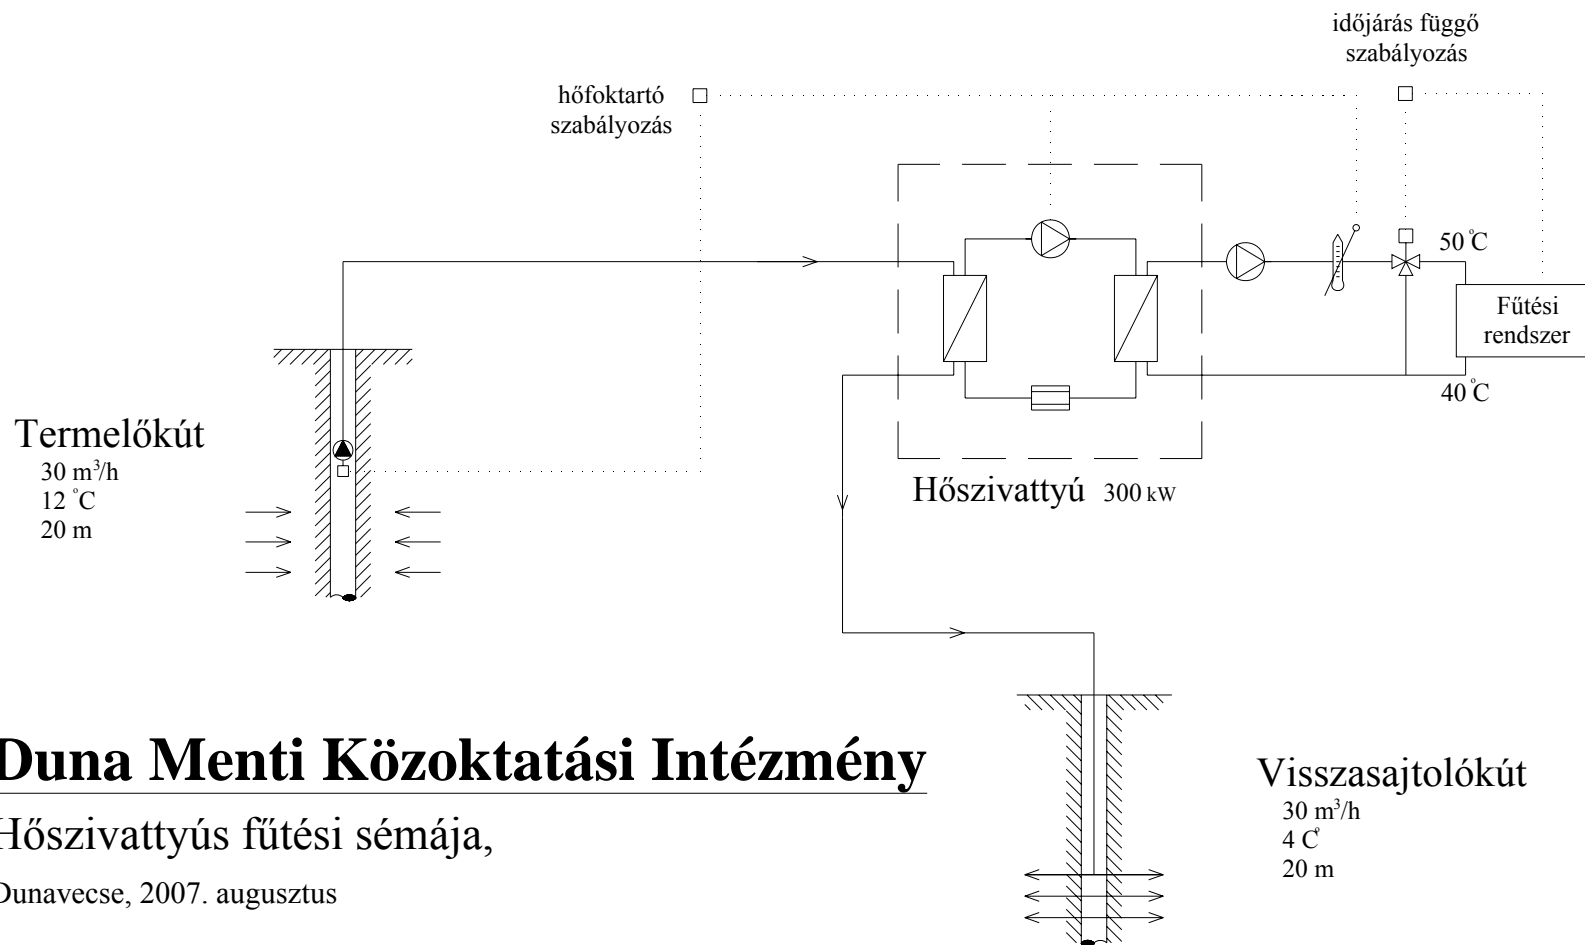 időjárás függő
szabályozás
hőfoktartó
szabályozás
50 °C
Fűtési
rendszer
40 °C
Termelőkút
30 m³/h
12 °C
20 m
Hőszivattyú 300 kW
Duna Menti Közoktatási Intézmény
Hőszivattyús fűtési sémája,
Dunavecse, 2007. augusztus
Visszasajtolókút
30 m³/h
4 C°
20 m